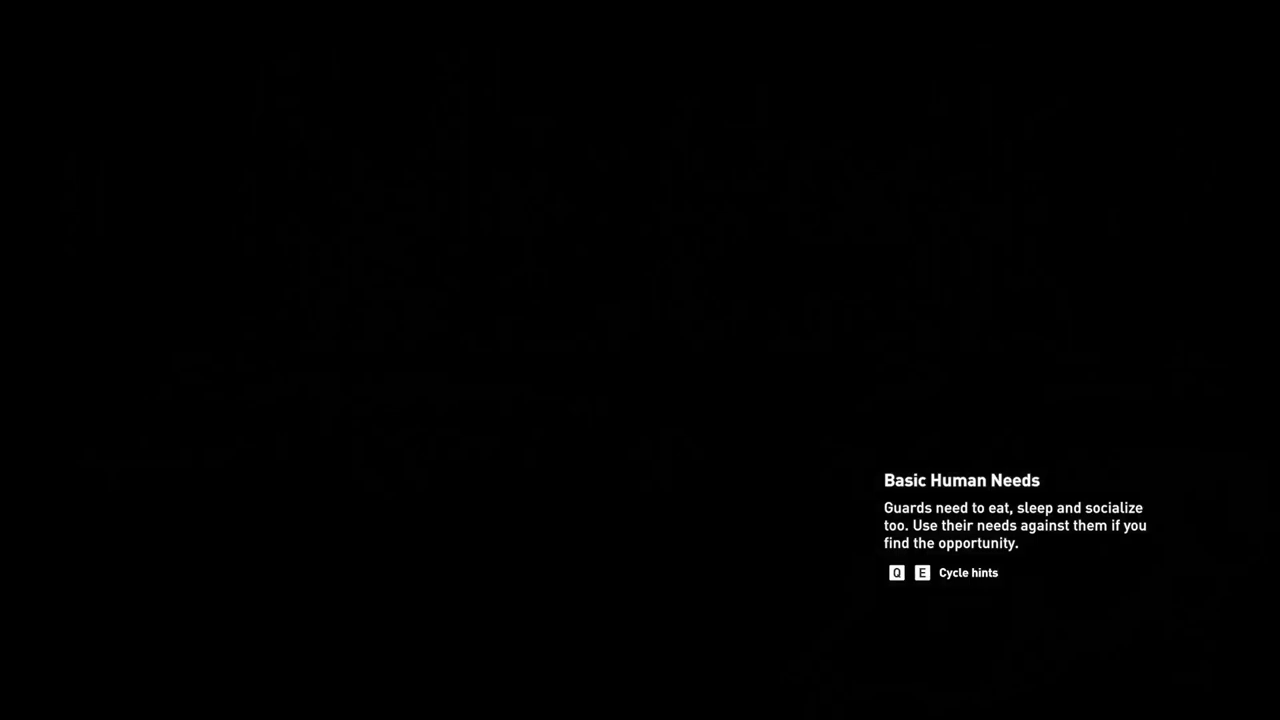 Basic Human Needs
Guards need to eat, sleep and socialize
too. Use their needs against them if you
find the opportunity.
Q E Cycle hints